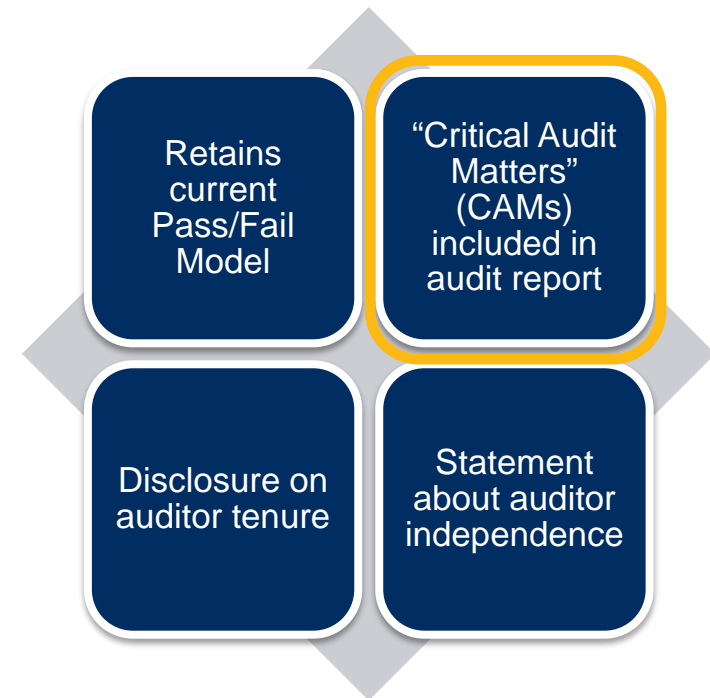 Retains
current
Pass/Fail
Model
“Critical Audit
Matters”
(CAMs)
included in
audit report
Disclosure on
auditor tenure
Statement
about auditor
independence